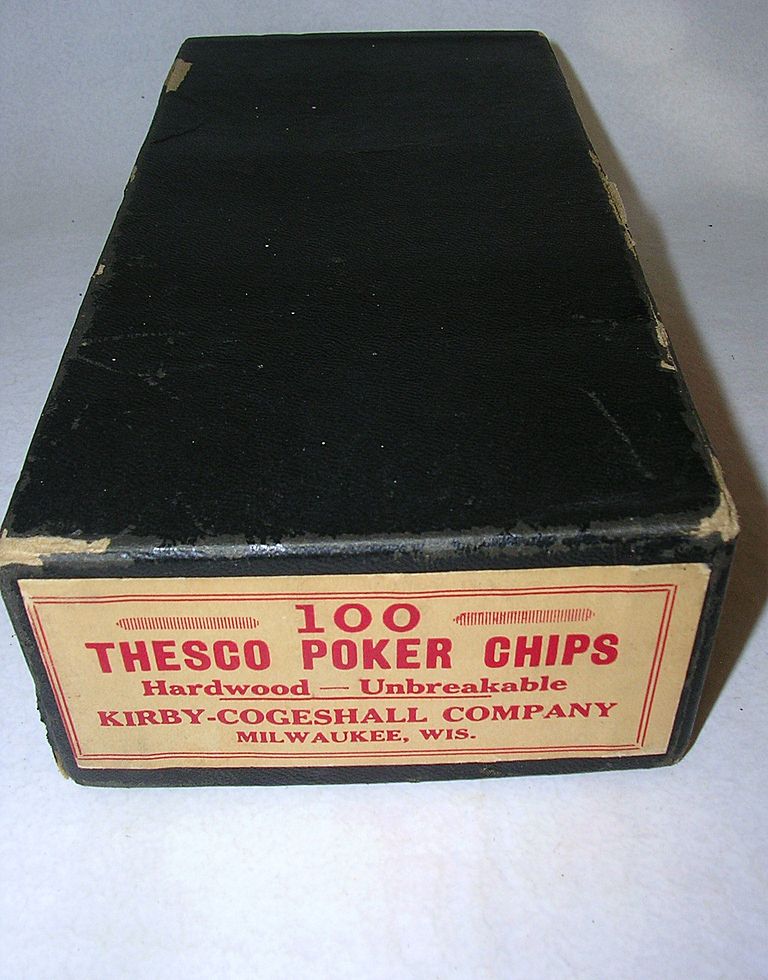 100
THESCO POKER CHIPS
Hardwood — Unbreakable
KIRBY-COGESHALL COMPANY
MILWAUKEE, WIS.